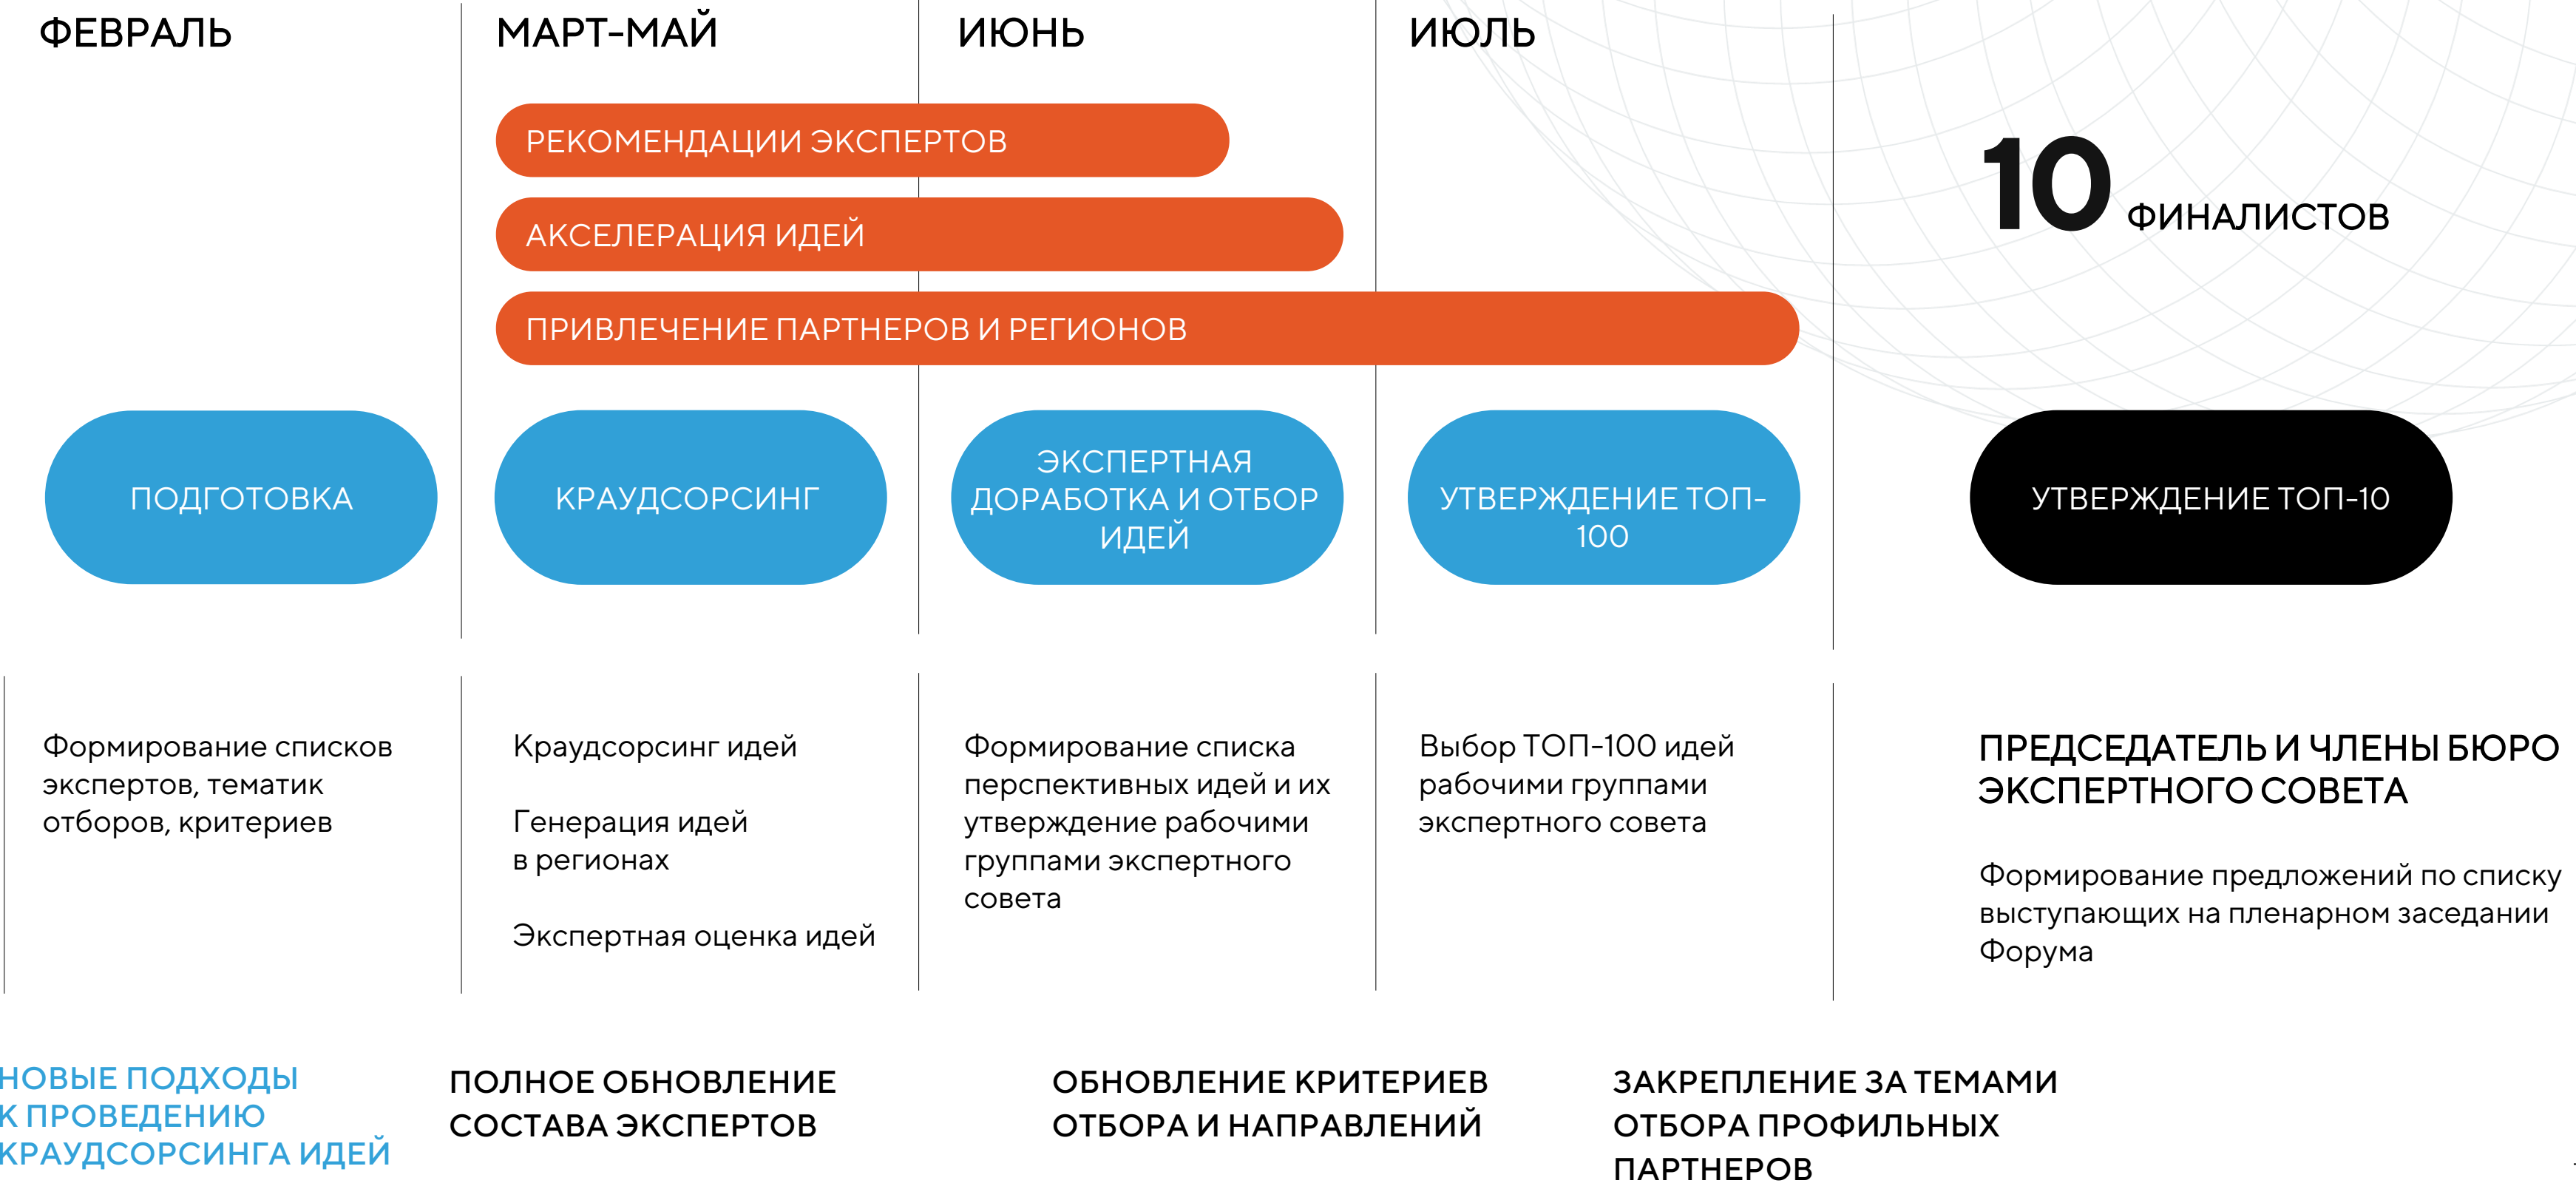 ФЕВРАЛЬ
МАРТ-МАЙ
ИЮНЬ
ИЮЛЬ
РЕКОМЕНДАЦИИ ЭКСПЕРТОВ
АКСЕЛЕРАЦИЯ ИДЕЙ
ПРИВЛЕЧЕНИЕ ПАРТНЕРОВ И РЕГИОНОВ
10 ФИНАЛИСТОВ
ПОДГОТОВКА
КРАУДСОРСИНГ
ЭКСПЕРТНАЯ
ДОРАБОТКА И ОТБОР
ИДЕЙ
УТВЕРЖДЕНИЕ ТОП-
100
УТВЕРЖДЕНИЕ ТОП-10
Формирование списков
экспертов, тематик
отборов, критериев
Краудсорсинг идей
Генерация идей
в регионах
Экспертная оценка идей
Формирование списка
перспективных идей и их
утверждение рабочими
группами экспертного
совета
Выбор ТОП-100 идей
рабочими группами
экспертного совета
ПРЕДСЕДАТЕЛЬ И ЧЛЕНЫ БЮРО
ЭКСПЕРТНОГО СОВЕТА
Формирование предложений по списку
выступающих на пленарном заседании
Форума
НОВЫЕ ПОДХОДЫ
К ПРОВЕДЕНИЮ
КРАУДСОРСИНГА ИДЕЙ
ПОЛНОЕ ОБНОВЛЕНИЕ
СОСТАВА ЭКСПЕРТОВ
ОБНОВЛЕНИЕ КРИТЕРИЕВ
ОТБОРА И НАПРАВЛЕНИЙ
ЗАКРЕПЛЕНИЕ ЗА ТЕМАМИ
ОТБОРА ПРОФИЛЬНЫХ
ПАРТНЕРОВ